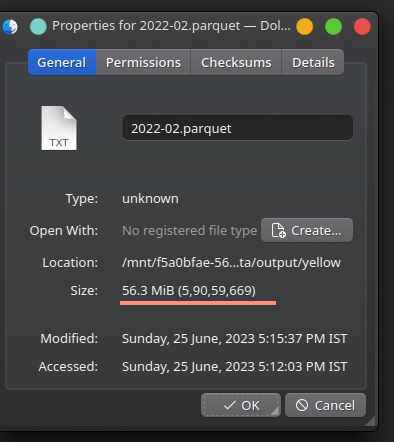 Properties for 2022-02.parquet — Dol...
General Permissions Checksums Details
TXT
2022-02.parquet
Type: unknown
Open With: No registered file type Create...
Location: /mnt/f5a0bfae-56...ta/output/yellow
Size: 56.3 MiB (5,90,59,669)
Modified: Sunday, 25 June, 2023 5:15:37 PM IST
Accessed: Sunday, 25 June, 2023 5:12:03 PM IST
OK Cancel